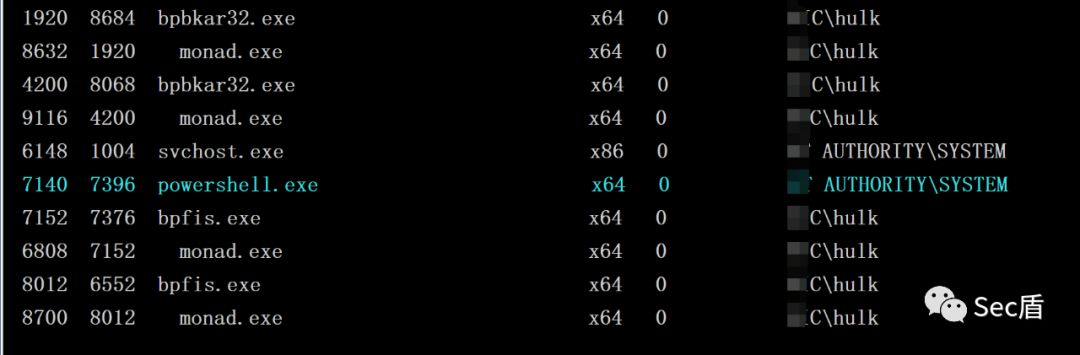 1920 8684 bpbkar32.exe x64 0 C\hulk
8632 1920 monad.exe x64 0 C\hulk
4200 8068 bpbkar32.exe x64 0 C\hulk
9116 4200 monad.exe x64 0 C\hulk
6148 1004 svchost.exe x86 0 AUTHORITY\SYSTEM
7140 7396 powershell.exe x64 0 AUTHORITY\SYSTEM
7152 7376 bpfis.exe x64 0 C\hulk
6808 7152 monad.exe x64 0 C\hulk
8012 6552 bpfis.exe x64 0 C\hulk
8700 8012 monad.exe x64 0 C\hulk
Sec盾